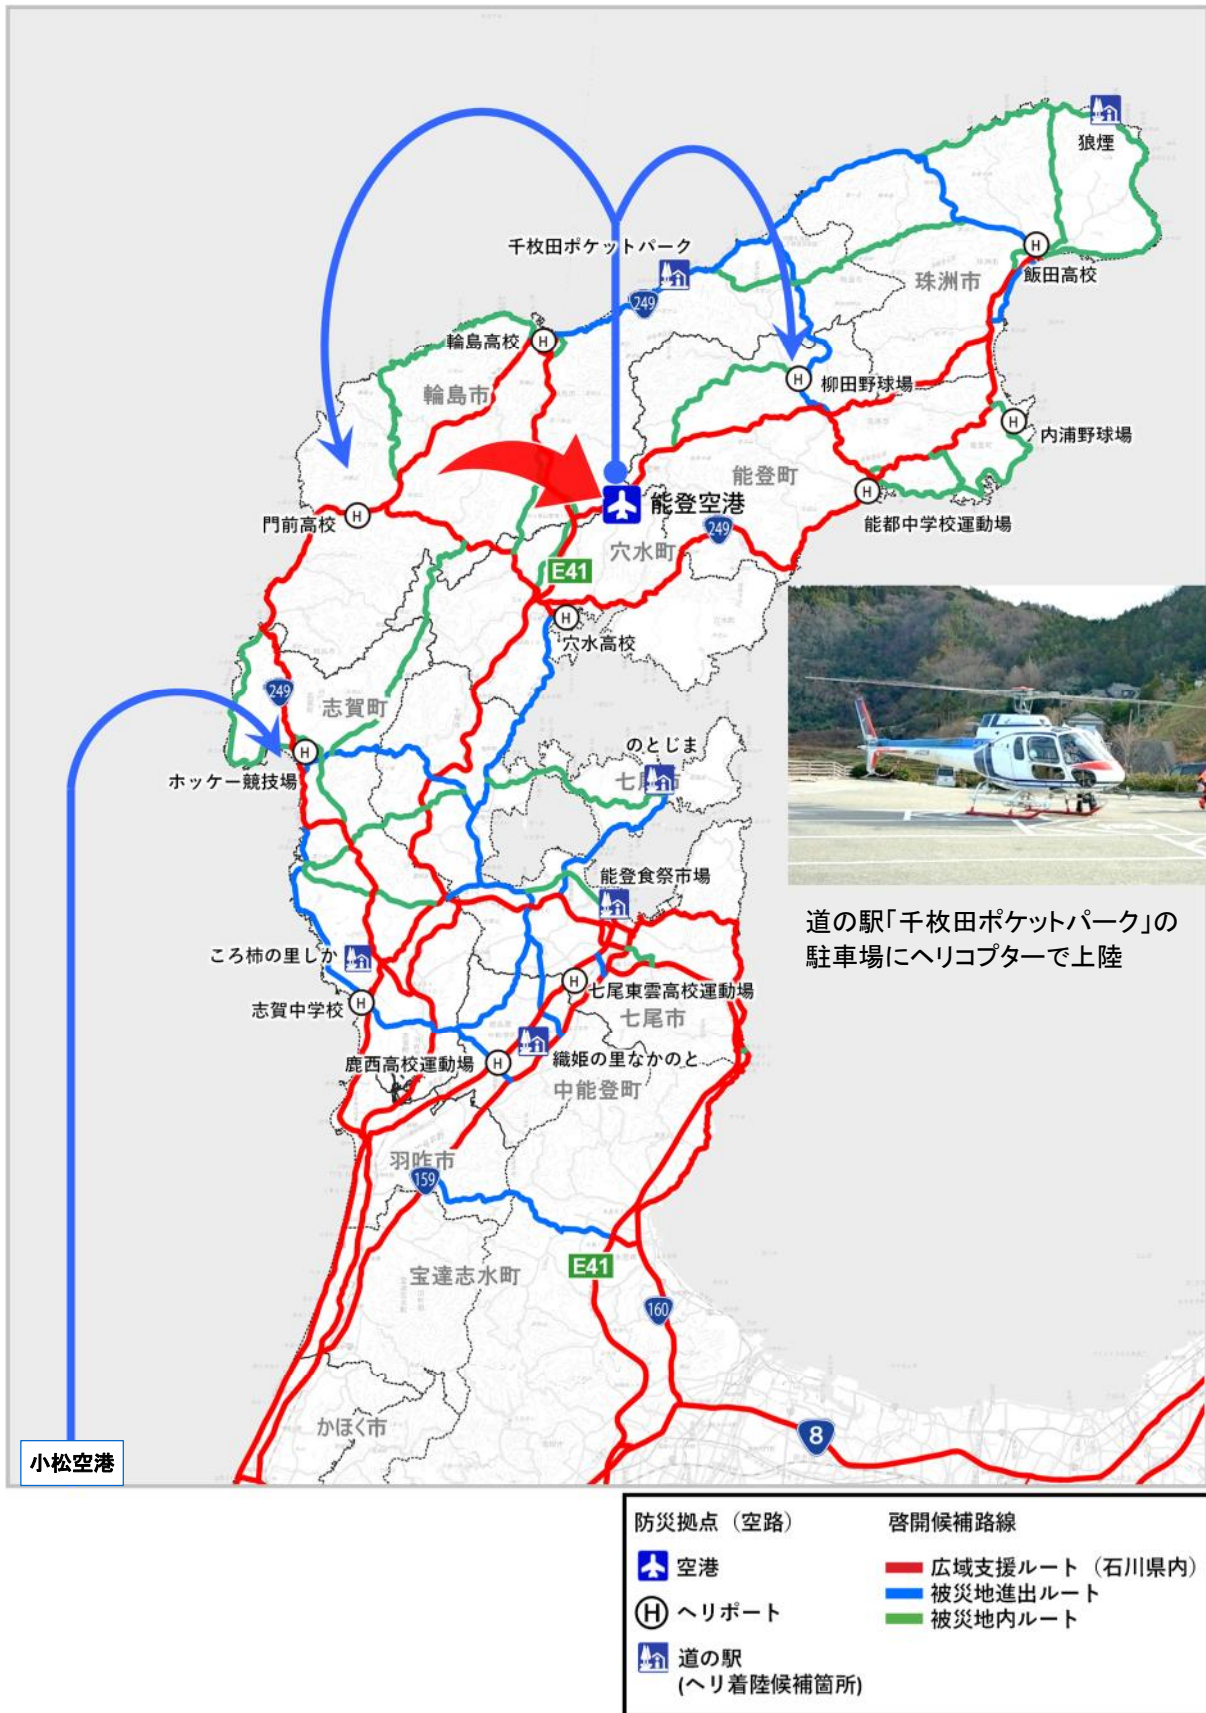 狼煙
千枚田ポケットパーク
飯田高校
珠洲市
249
輪島高校
柳田野球場
輪島市
内浦野球場
能登町
能登空港
門前高校
能都中学校運動場
249
穴水町
E41
穴水高校
249
志賀町
のとじま
七尾市
ホッケー競技場
能登食祭市場
道の駅「千枚田ポケットパーク」の
駐車場にヘリコプターで上陸
ころ柿の里しか
七尾東雲高校運動場
志賀中学校
七尾市
鹿西高校運動場
織姫の里なかのと
中能登町
羽咋市
159
宝達志水町
E41
160
かほく市
8
小松空港
防災拠点（空路）
空港
H ヘリポート
道の駅
(ヘリ着陸候補箇所)
啓開候補路線
広域支援ルート（石川県内）
被災地進出ルート
被災地内ルート